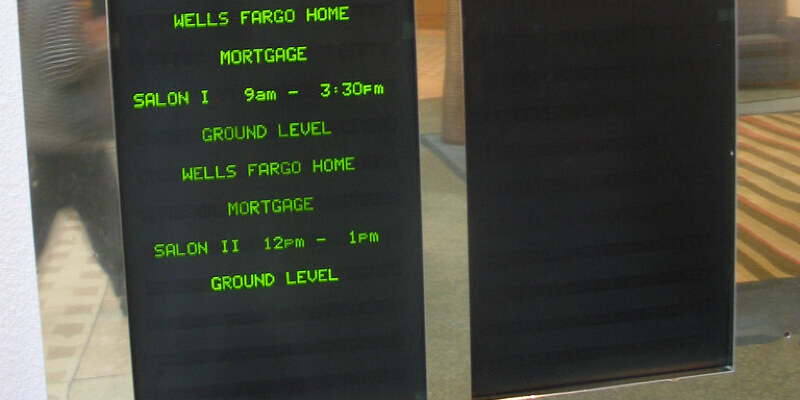 WELLS FARGO HOME
MORTGAGE
SALON I 9am - 3:30pm
GROUND LEVEL
WELLS FARGO HOME
MORTGAGE
SALON II 12pm - 1pm
GROUND LEVEL